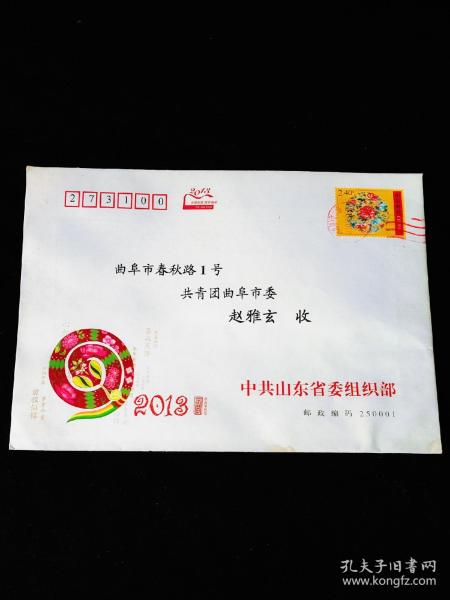 273100
2013
2.40
曲阜市春秋路1号
共青团曲阜市委
赵雅玄 收
2013
中共山东省委组织部
邮政编码 250001
孔夫子旧书网
www.kongfz.com